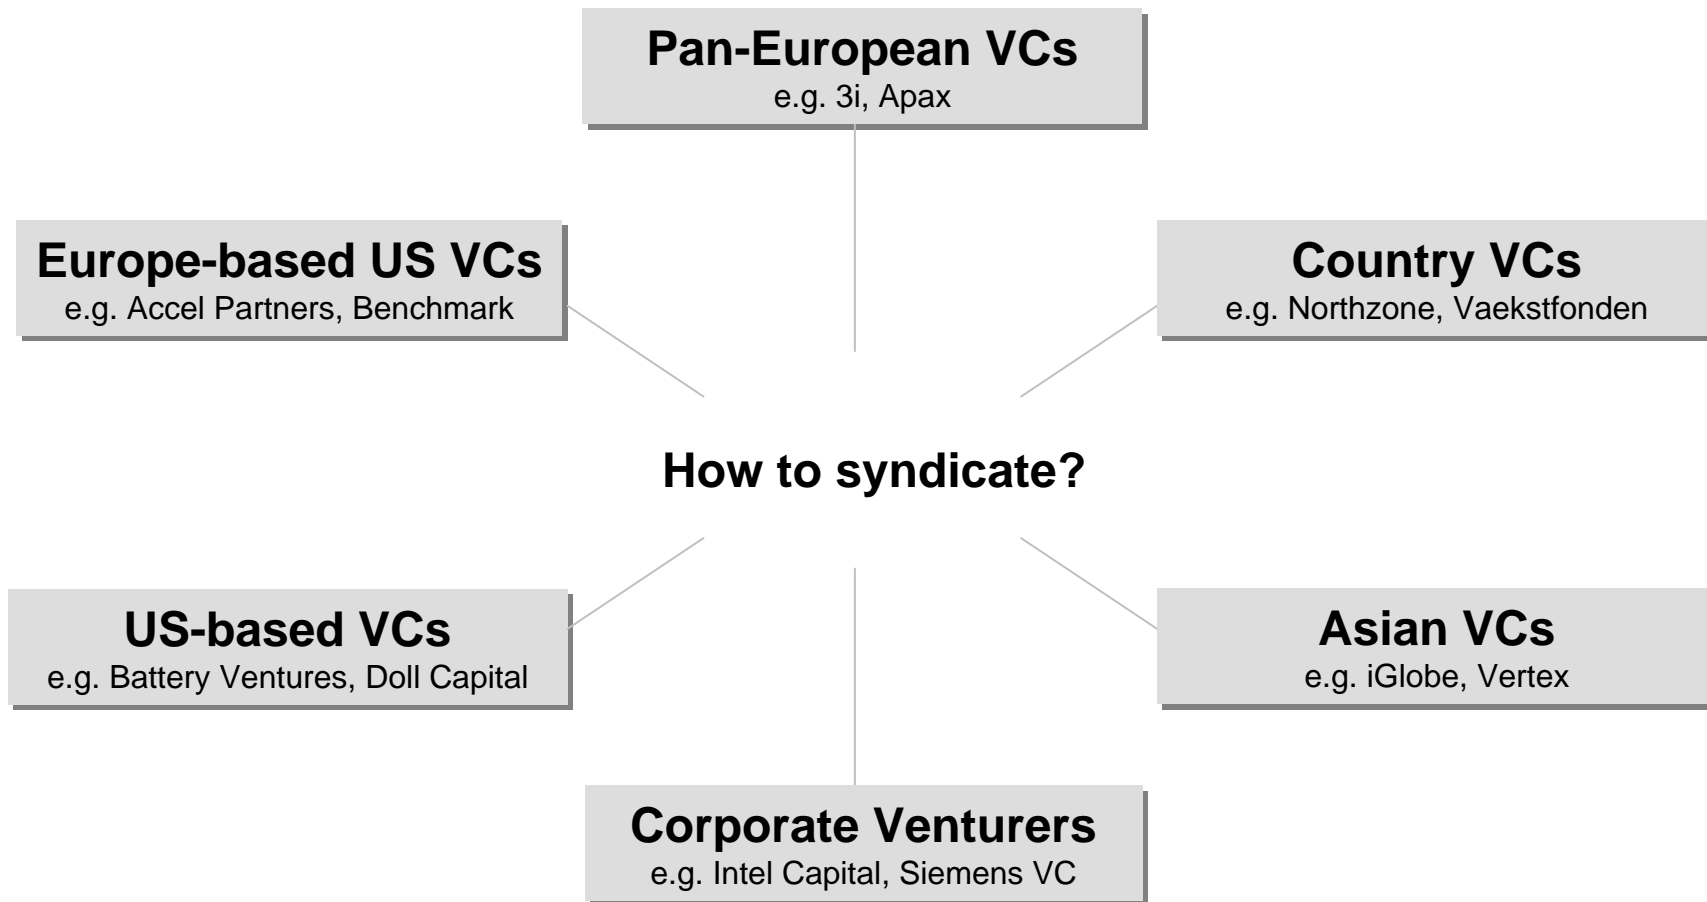 Pan-European VCs
e.g. 3i, Apax
Europe-based US VCs
e.g. Accel Partners, Benchmark
Country VCs
e.g. Northzone, Vaekstfonden
How to syndicate?
US-based VCs
e.g. Battery Ventures, Doll Capital
Asian VCs
e.g. iGlobe, Vertex
Corporate Venturers
e.g. Intel Capital, Siemens VC